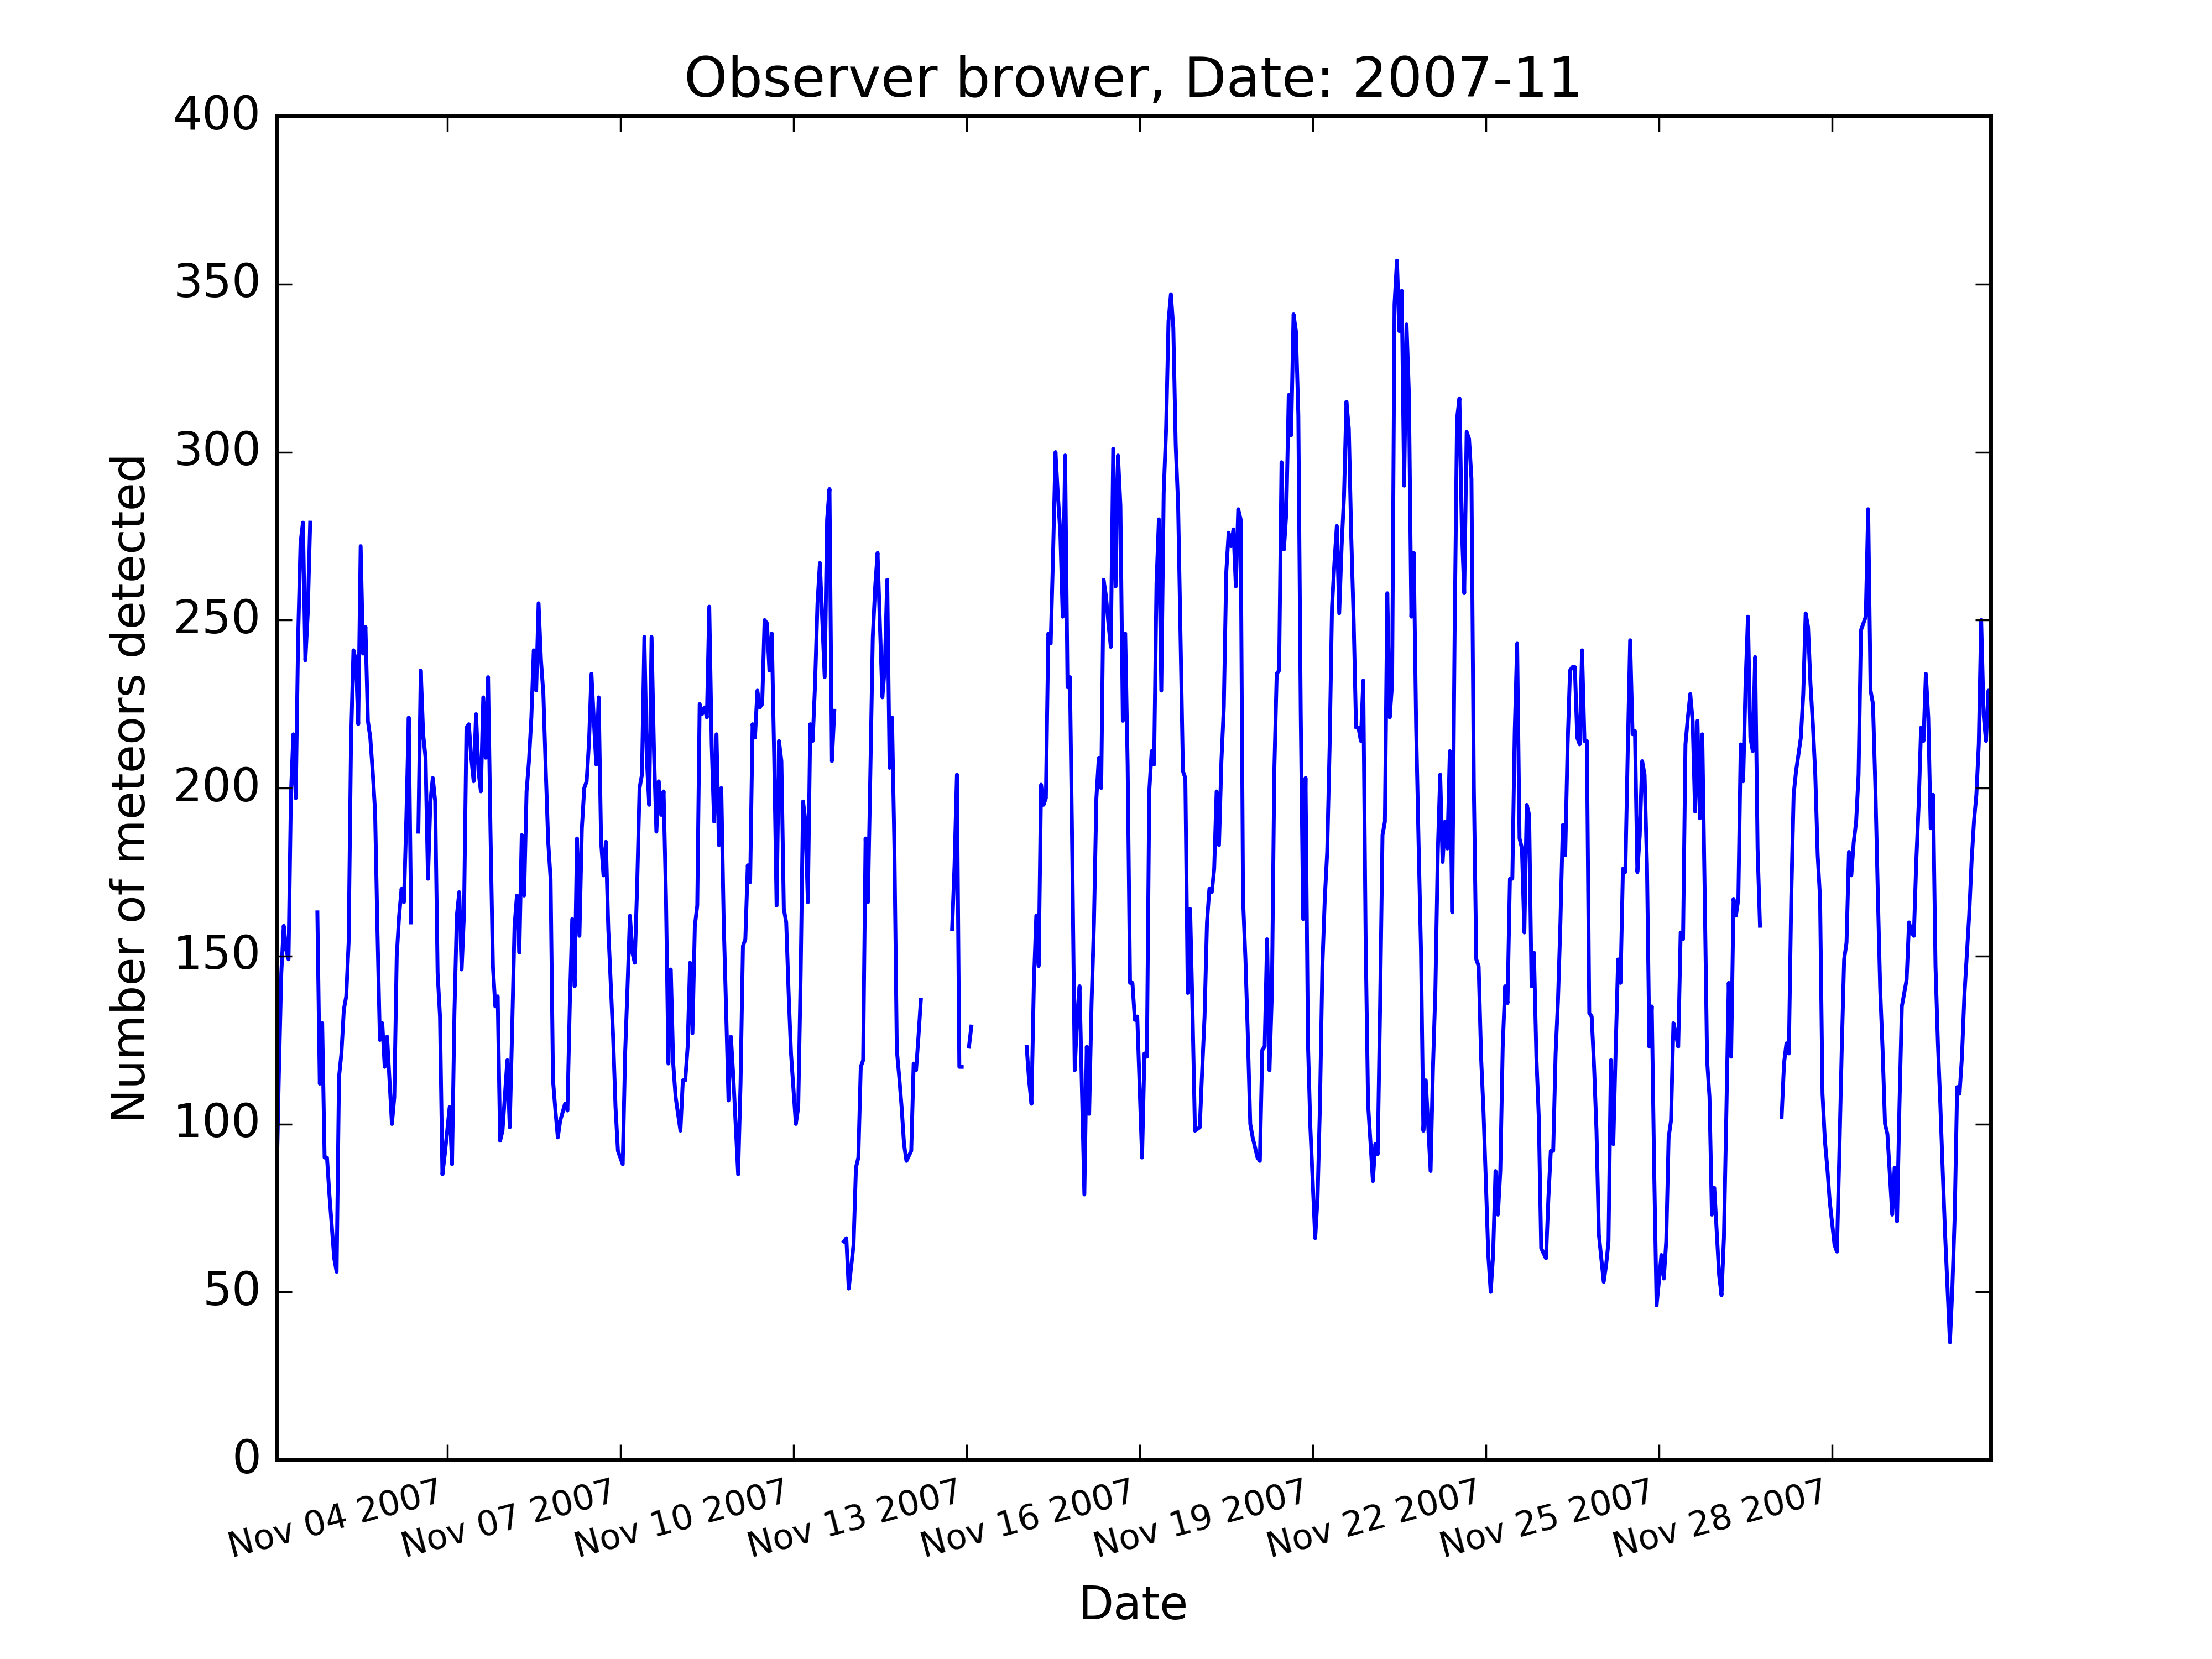 Observer brower, Date: 2007-11
400
350
300
250
200
150
100
50
0
Number of meteors detected
Nov 04 2007
Nov 07 2007
Nov 10 2007
Nov 13 2007
Nov 16 2007
Nov 19 2007
Nov 22 2007
Nov 25 2007
Nov 28 2007
Date